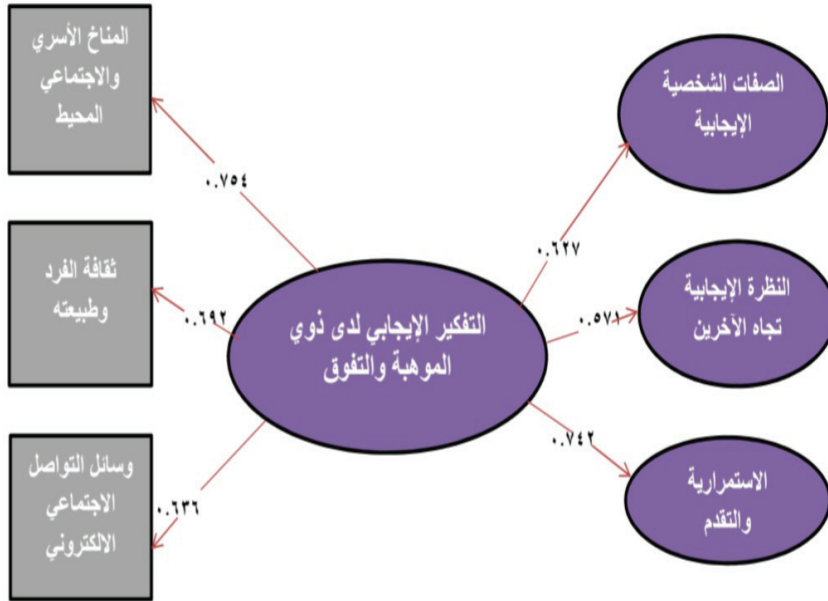 الصفات الشخصية
الإيجابية
النظرة الإيجابية
تجاه الآخرين
الاستمرارية
والتقدم
٠.٦٢٧
٠.٥٧١
٠.٧٤٢
التفكير الإيجابي لدى ذوي
الموهبة والتفوق
٠.٧٥٤
٠.٦٩٢
٠.٦٣٦
المناخ الأسري
والاجتماعي
المحيط
ثقافة الفرد
وطبيعته
وسائل التواصل
الاجتماعي
الالكتروني